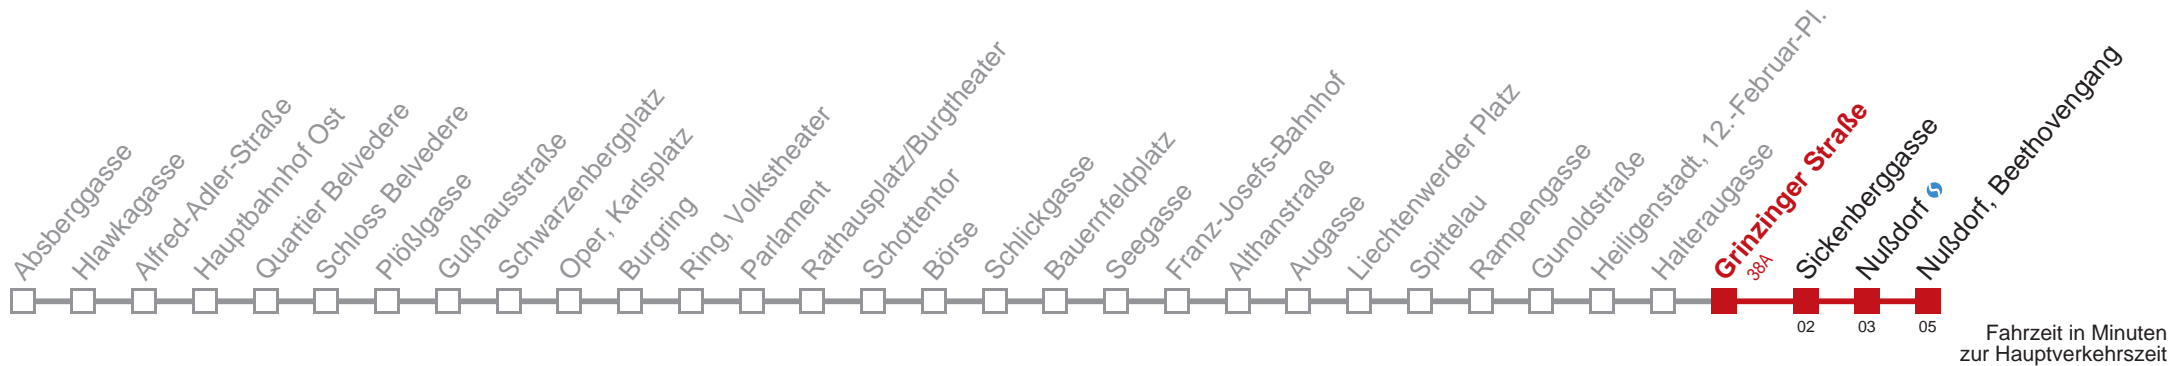 Absberggasse
Hlawkagasse
Alfred-Adler-Straße
Hauptbahnhof Ost
Quartier Belvedere
Schloss Belvedere
Plößlgasse
Gußhausstraße
Schwarzenbergplatz
Oper, Karlsplatz
Burgring
Ring, Volkstheater
Parlament
Rathausplatz/Burgtheater
Schottentor
Börse
Schlickgasse
Bauernfeldplatz
Seegasse
Franz-Josefs-Bahnhof
Althanstraße
Augasse
Liechtenwerder Platz
Spittelau
Rampengasse
Gunoldstraße
Heiligenstadt, 12.-Februar-Pl.
Halteraugasse
Grinzinger Straße
38A
Sickenberggasse
Nußdorf
Nußdorf, Beethovengang
02
03
05
Fahrzeit in Minuten
zur Hauptverkehrszeit